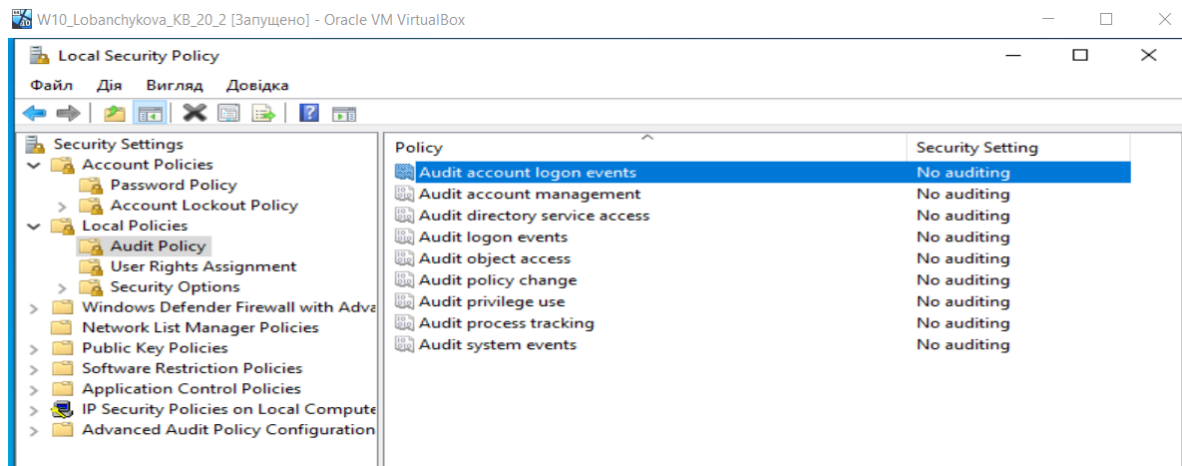 W10_Lobanchykova_KB_20_2 [Запущено] - Oracle VM VirtualBox
Local Security Policy
Файл Дія Вигляд Довідка
Security Settings
Account Policies
Password Policy
Account Lockout Policy
Local Policies
Audit Policy
User Rights Assignment
Security Options
Windows Defender Firewall with Adva
Network List Manager Policies
Public Key Policies
Software Restriction Policies
Application Control Policies
IP Security Policies on Local Compute
Advanced Audit Policy Configuration
Policy Security Setting
Audit account logon events No auditing
Audit account management No auditing
Audit directory service access No auditing
Audit logon events No auditing
Audit object access No auditing
Audit policy change No auditing
Audit privilege use No auditing
Audit process tracking No auditing
Audit system events No auditing